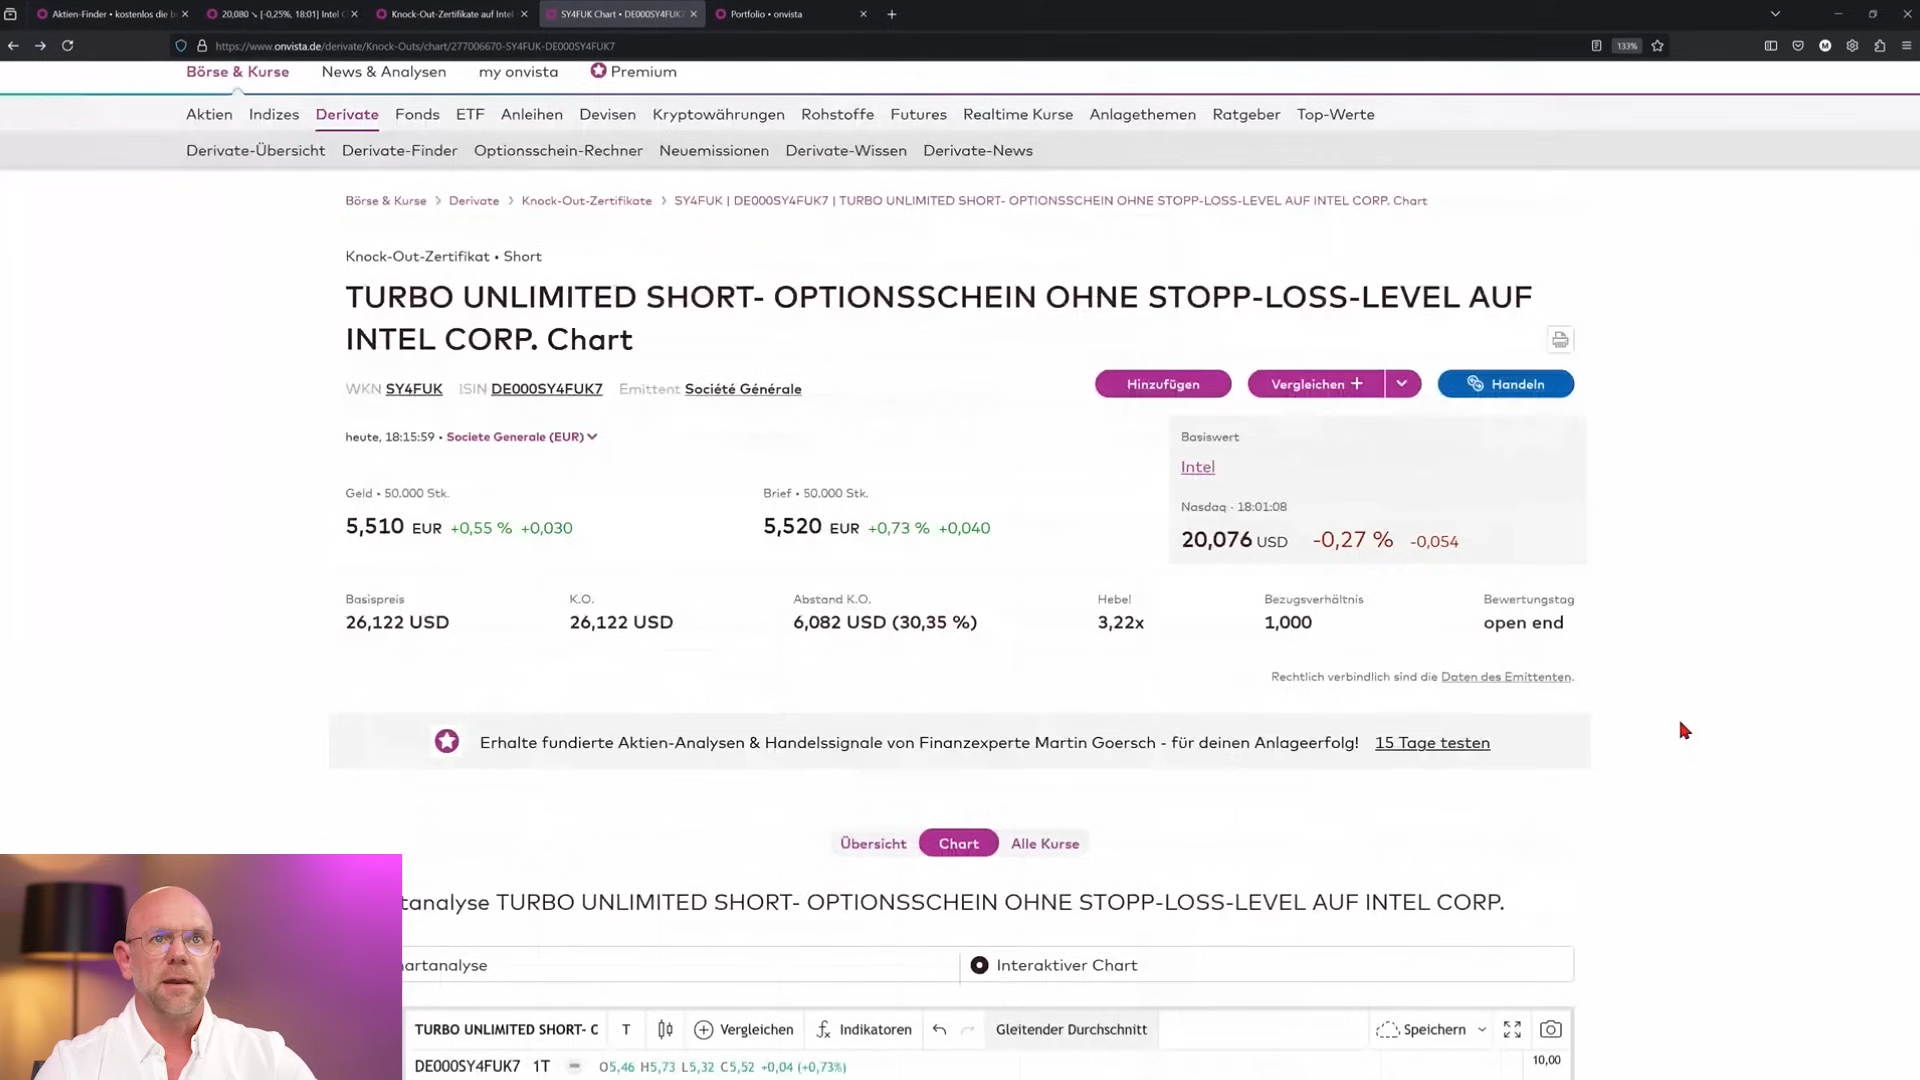 Aktien-Finder • kostenlos die b
20,080 ↘ [-0,25%, 18:01] Intel
Knock-Out-Zertifikate auf Intel
SY4FUK Chart • DE000SY4FUK7
Portfolio • onvista
https://www.onvista.de/derivate/Knock-Outs/chart/277006670-SY4FUK-DE000SY4FUK7
133%
Börse & Kurse News & Analysen my onvista Premium
Aktien Indizes Derivate Fonds ETF Anleihen Devisen Kryptowährungen Rohstoffe Futures Realtime Kurse Anlagethemen Ratgeber Top-Werte
Derivate-Übersicht Derivate-Finder Optionsschein-Rechner Neuemissionen Derivate-Wissen Derivate-News
Börse & Kurse > Derivate > Knock-Out-Zertifikate > SY4FUK | DE000SY4FUK7 | TURBO UNLIMITED SHORT- OPTIONSSCHEIN OHNE STOPP-LOSS-LEVEL AUF INTEL CORP. Chart
Knock-Out-Zertifikat • Short
TURBO UNLIMITED SHORT- OPTIONSSCHEIN OHNE STOPP-LOSS-LEVEL AUF
INTEL CORP. Chart
WKN SY4FUK ISIN DE000SY4FUK7 Emittent Société Générale
Hinzufügen Vergleichen + Handeln
heute, 18:15:59 • Societe Generale (EUR)
Geld • 50.000 Stk.
5,510 EUR +0,55 % +0,030
Brief • 50.000 Stk.
5,520 EUR +0,73 % +0,040
Basiswert
Intel
Nasdaq · 18:01:08
20,076 USD -0,27 % -0,054
Basispreis K.O. Abstand K.O. Hebel Bezugsverhältnis Bewertungstag
26,122 USD 26,122 USD 6,082 USD (30,35 %) 3,22x 1,000 open end
Rechtlich verbindlich sind die Daten des Emittenten.
Erhalte fundierte Aktien-Analysen & Handelssignale von Finanzexperte Martin Goersch - für deinen Anlageerfolg! 15 Tage testen
Übersicht Chart Alle Kurse
tanalyse TURBO UNLIMITED SHORT- OPTIONSSCHEIN OHNE STOPP-LOSS-LEVEL AUF INTEL CORP.
artanalyse Interaktiver Chart
TURBO UNLIMITED SHORT- C T Vergleichen Indikatoren Gleitender Durchschnitt Speichern
DE000SY4FUK7 1T O5,46 H5,73 L5,32 C5,52 +0,04 (+0,73%) 10,00